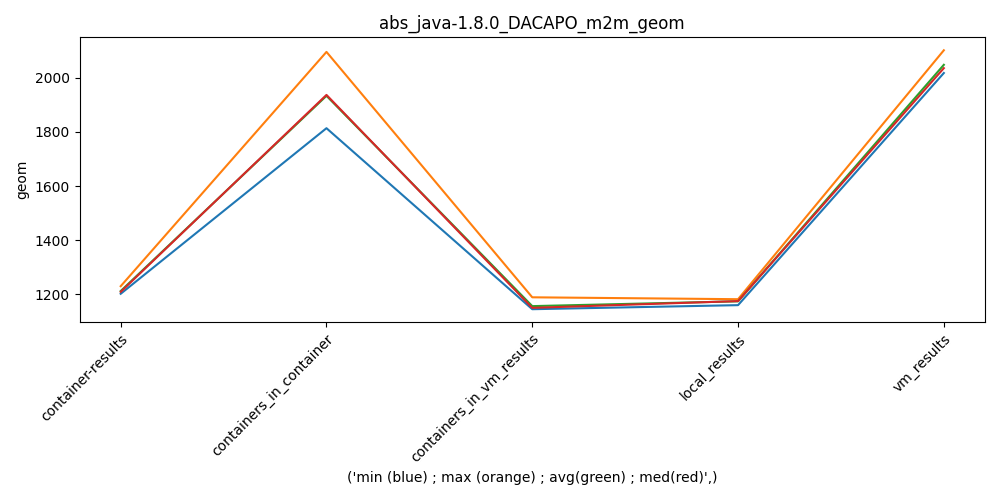 abs_java-1.8.0_DACAPO_m2m_geom
geom
2000
1800
1600
1400
1200
container-results
containers_in_container
containers_in_vm_results
local_results
vm_results
('min (blue) ; max (orange) ; avg(green) ; med(red)',)